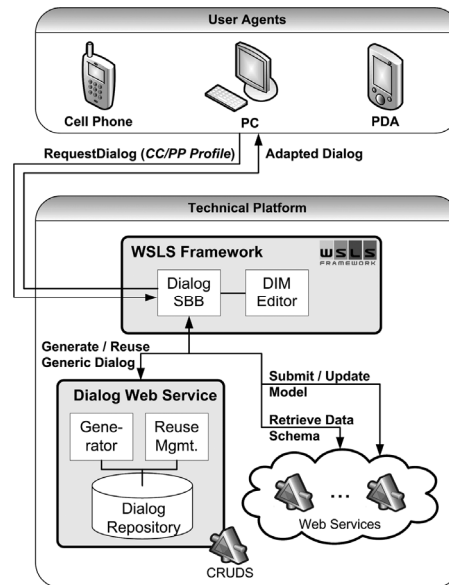 User Agents
Cell Phone
PC
PDA
RequestDialog (CC/PP Profile)
Adapted Dialog
Technical Platform
WSLS Framework
WSLS
FRAMEWORK
Dialog
SBB
DIM
Editor
Generate / Reuse
Generic Dialog
Submit / Update
Model
Dialog Web Service
Retrieve Data
Schema
Gene-
rator
Reuse
Mgmt.
Dialog
Repository
...
Web Services
CRUDS